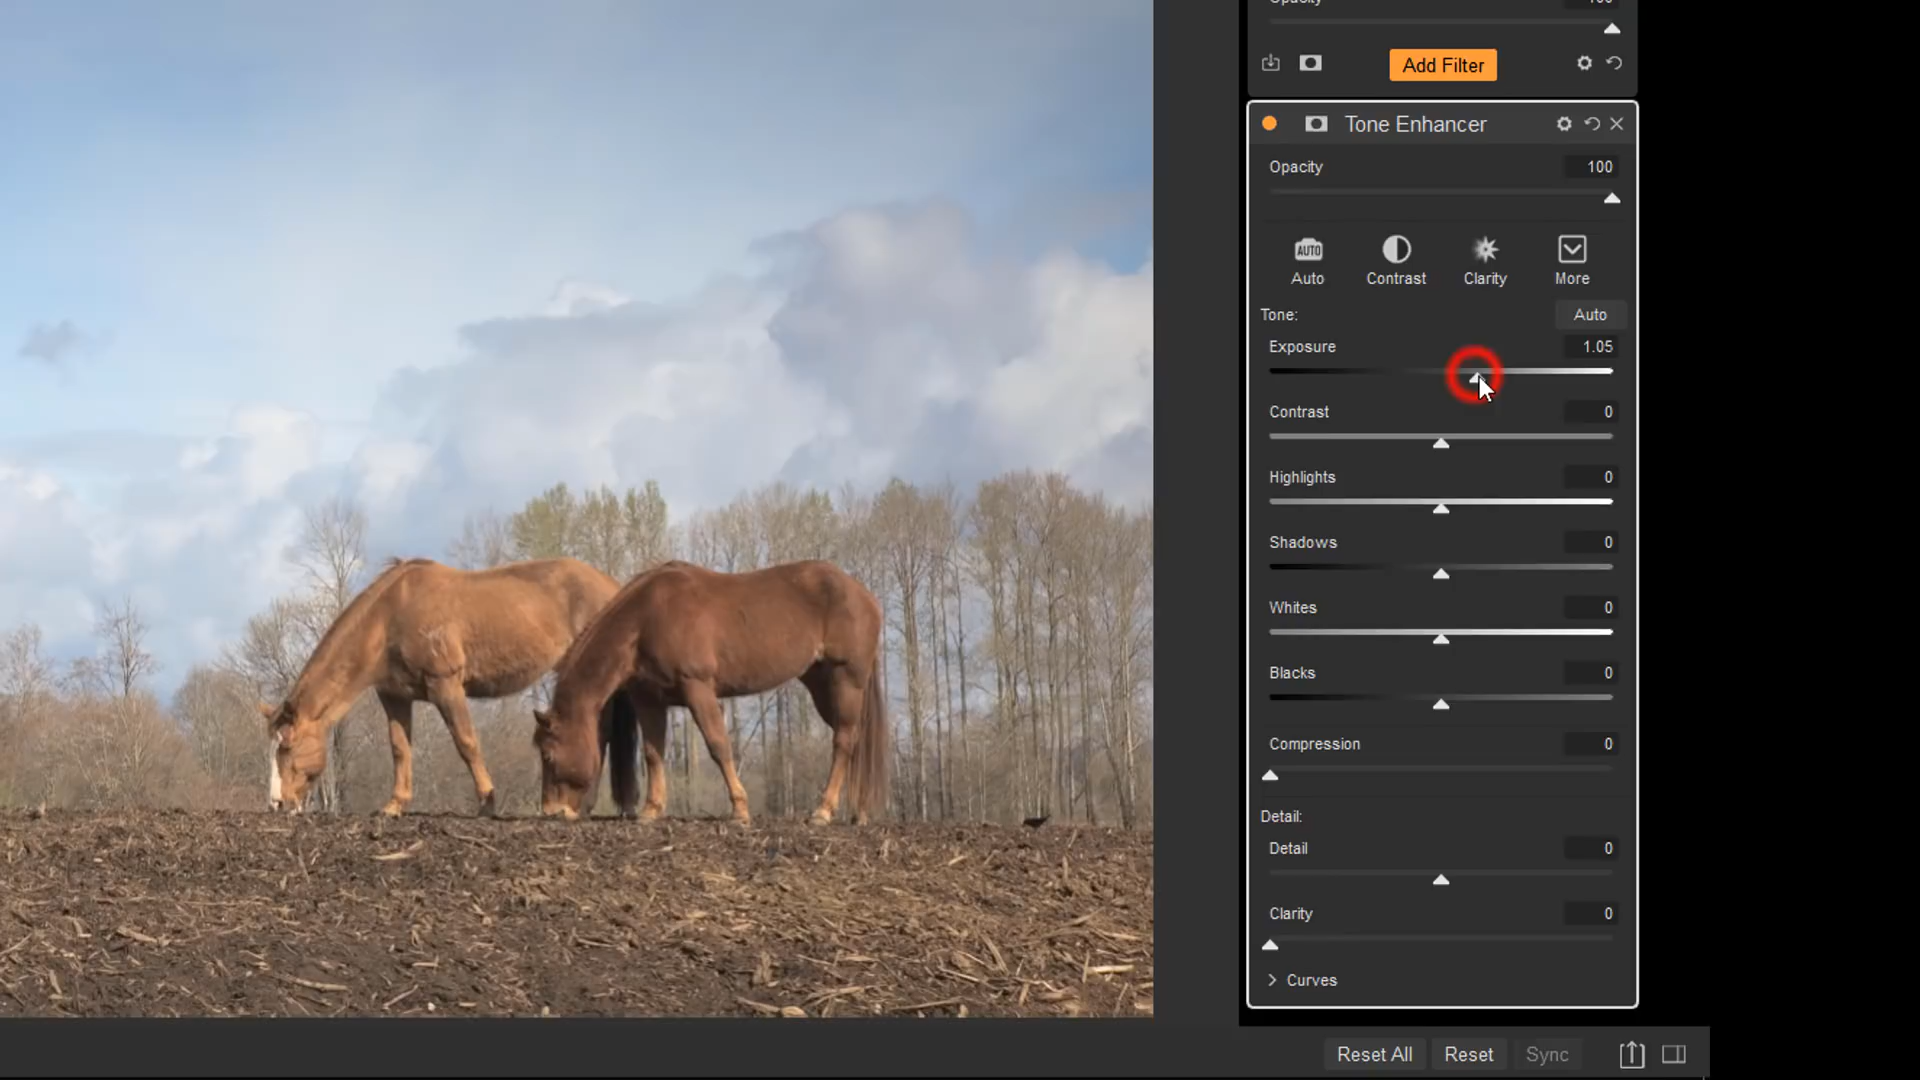 Opacity 100
Add Filter
Tone Enhancer
Opacity 100
AUTO
Auto Contrast Clarity More
Tone: Auto
Exposure 1.05
Contrast 0
Highlights 0
Shadows 0
Whites 0
Blacks 0
Compression 0
Detail:
Detail 0
Clarity 0
Curves
Reset All Reset Sync